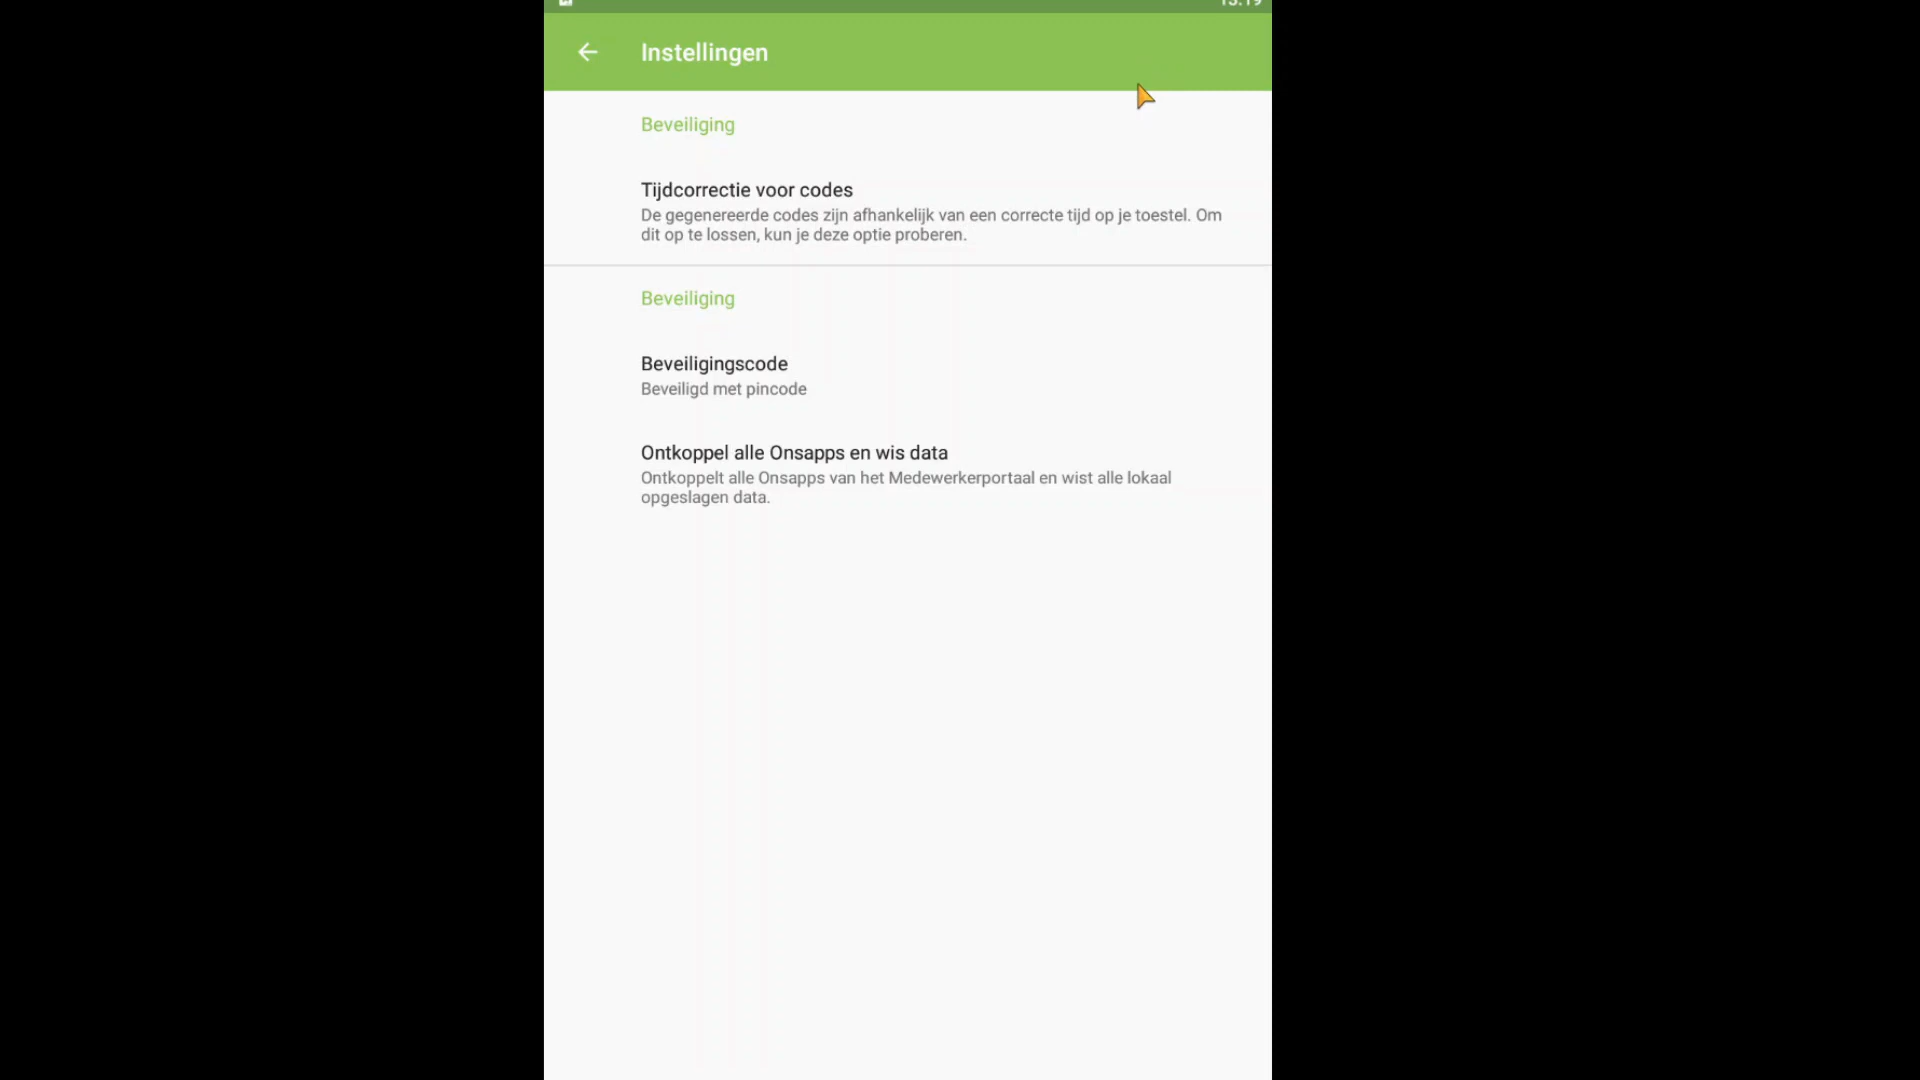 Instellingen
Beveiliging
Tijdcorrectie voor codes
De gegenereerde codes zijn afhankelijk van een correcte tijd op je toestel. Om
dit op te lossen, kun je deze optie proberen.
Beveiliging
Beveiligingscode
Beveiligd met pincode
Ontkoppel alle Onsapps en wis data
Ontkoppelt alle Onsapps van het Medewerkerportaal en wist alle lokaal
opgeslagen data.